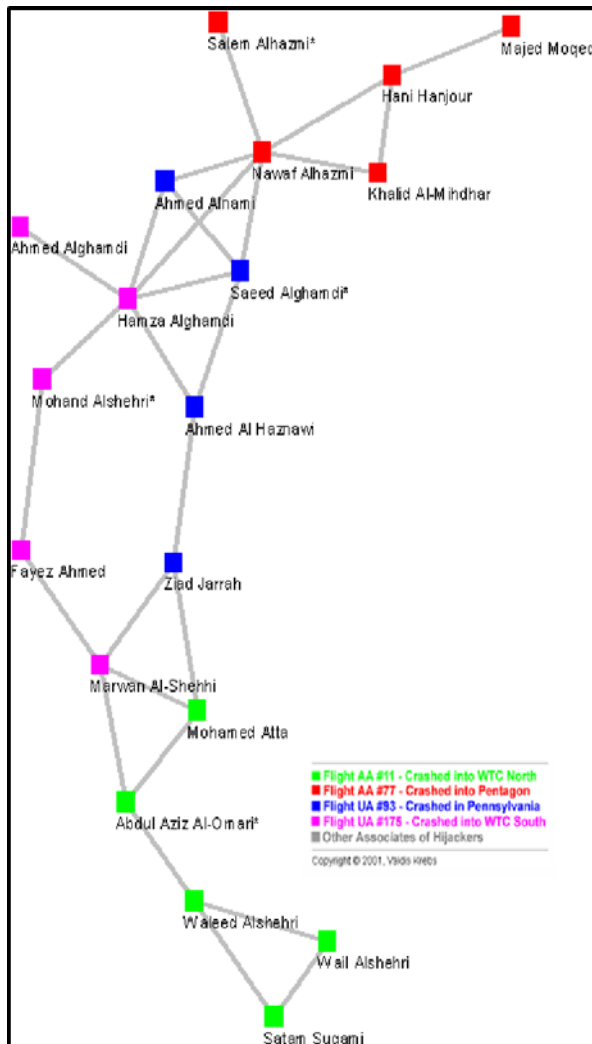 Salem Alhazmi*
Majed Moqed
Hani Hanjour
Nawaf Alhazmi
Khalid Al-Mihdhar
Ahmed Alnami
Ahmed Alghamdi
Saeed Alghamdi*
Hamza Alghamdi
Mohand Alshehri*
Ahmed Al Haznawi
Fayez Ahmed
Ziad Jarrah
Marwan Al-Shehhi
Mohamed Atta
Flight AA #11 - Crashed into WTC North
Flight AA #77 - Crashed into Pentagon
Flight UA #93 - Crashed in Pennsylvania
Flight UA #175 - Crashed into WTC South
Other Associates of Hijackers
Copyright © 2001, Valdis Krebs
Abdul Aziz Al-Omari*
Waleed Alshehri
Wail Alshehri
Satam Suqami